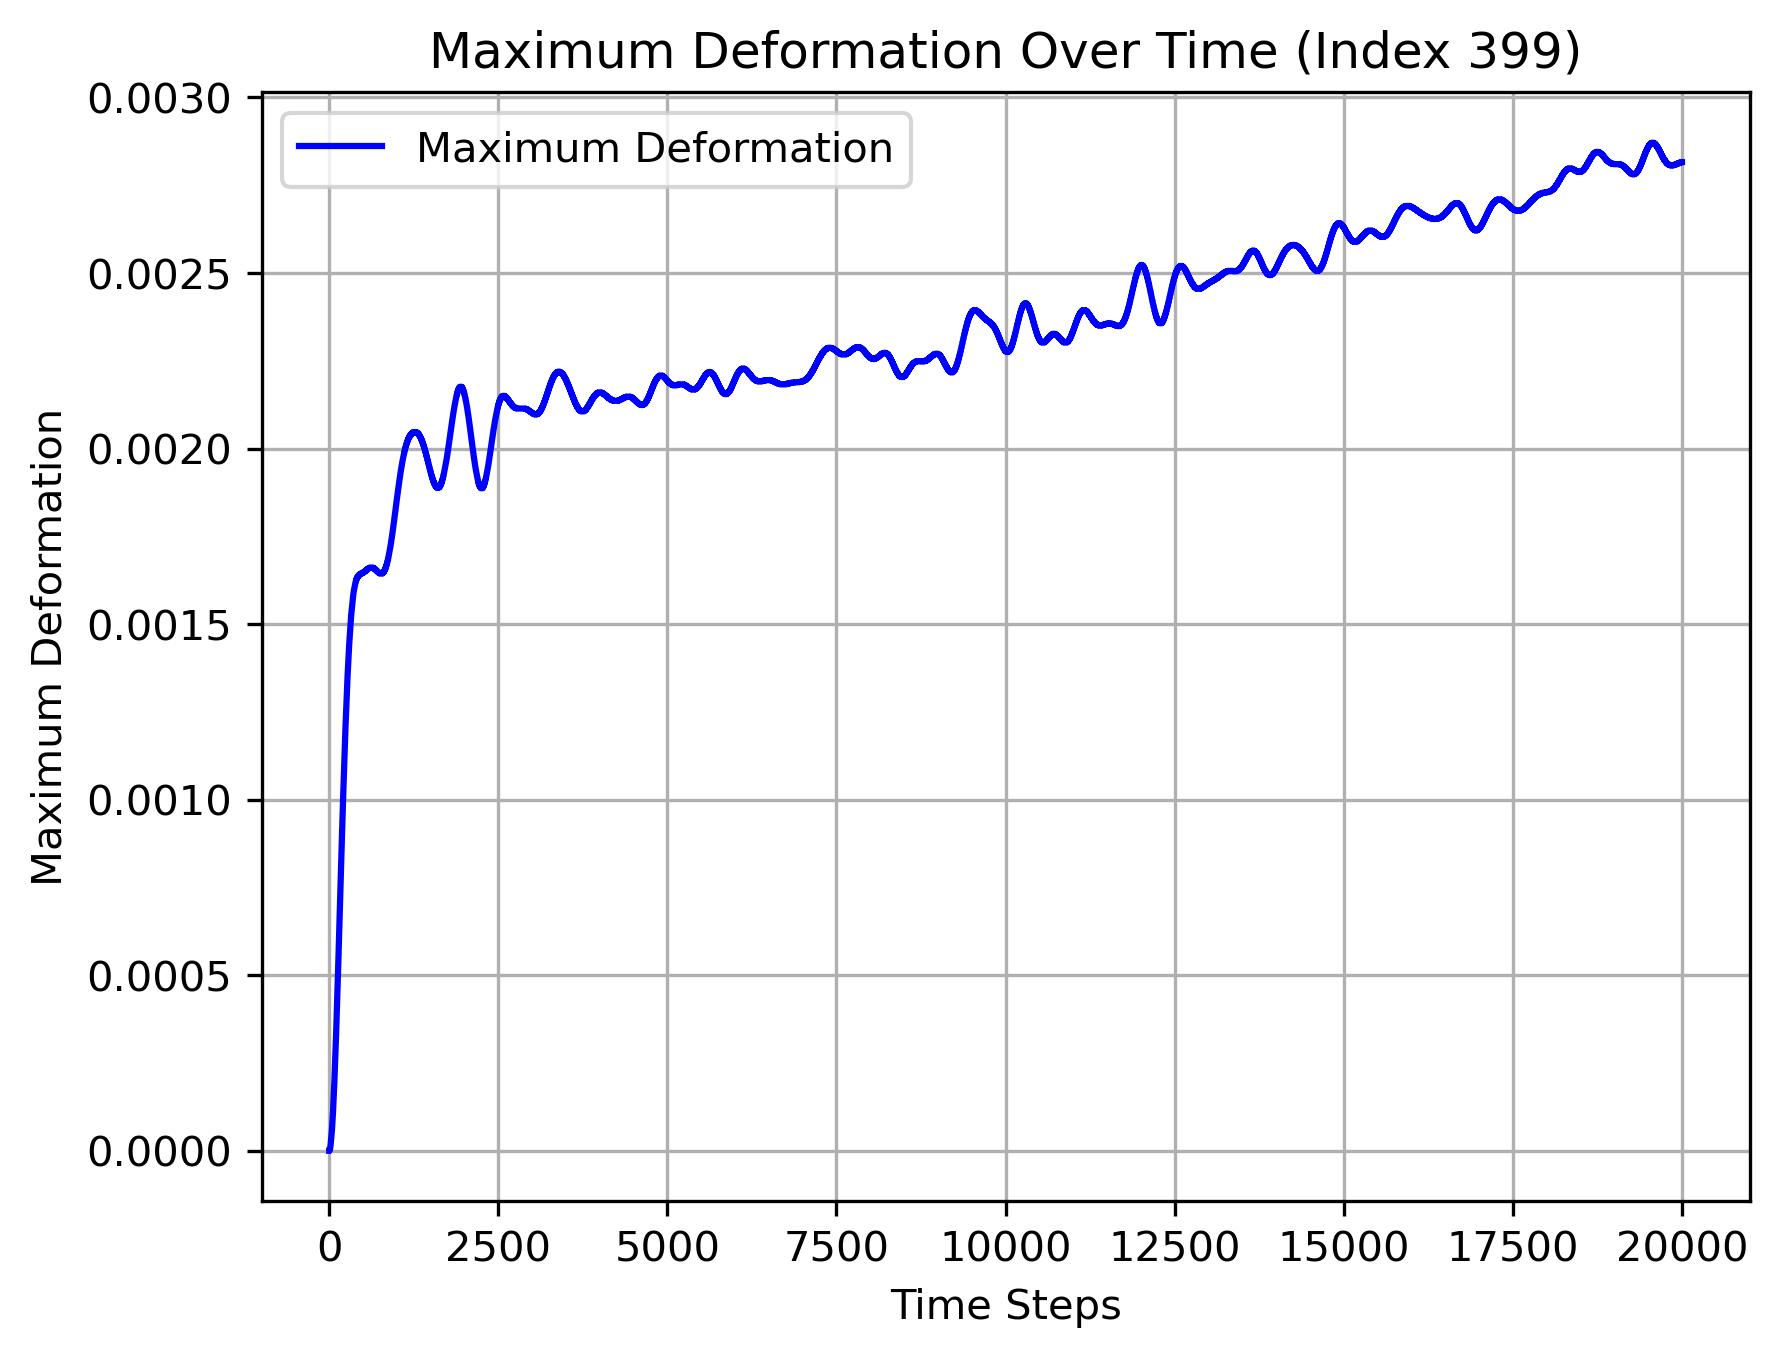 Maximum Deformation Over Time (Index 399)
Maximum Deformation
Maximum Deformation
0.0030
0.0025
0.0020
0.0015
0.0010
0.0005
0.0000
0 2500 5000 7500 10000 12500 15000 17500 20000
Time Steps